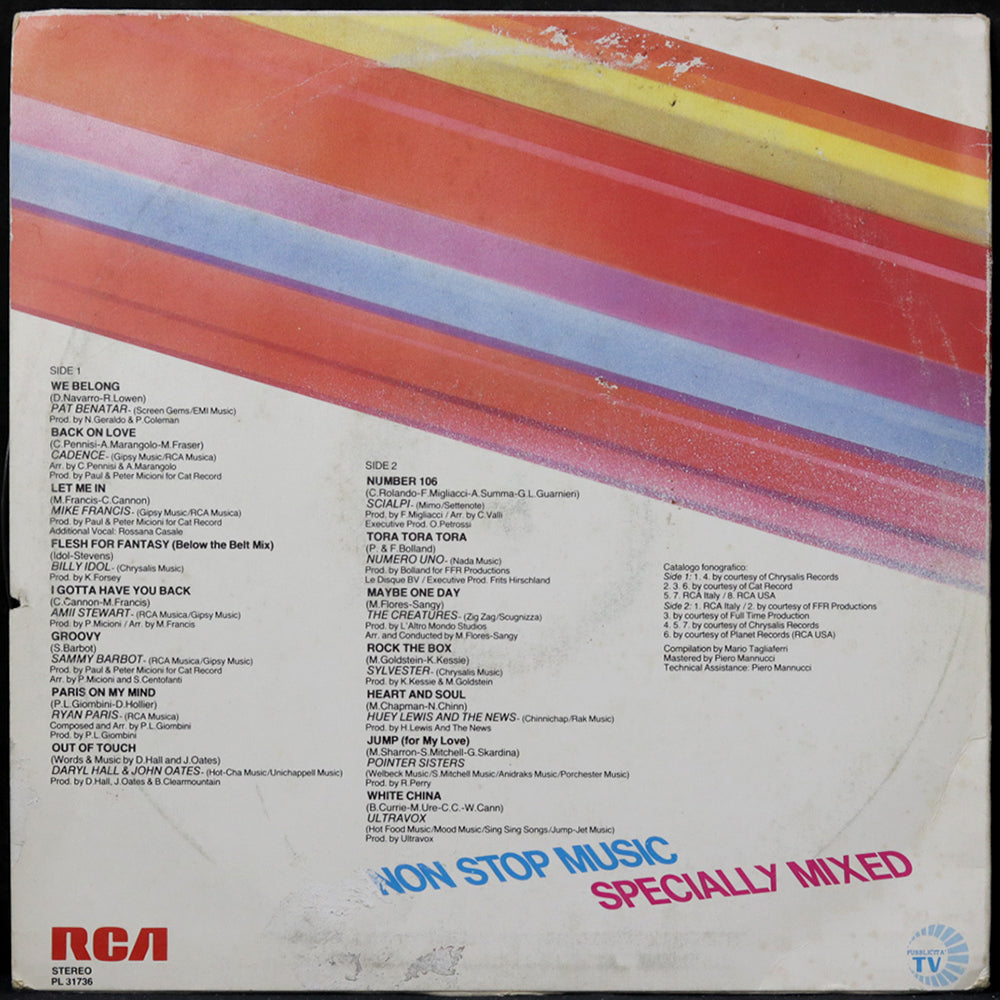 SIDE 1
WE BELONG
(D.Navarro-R.Lowen)
PAT BENATAR- (Screen Gems/EMI Music)
Prod. by N.Geraldo & P.Coleman
BACK ON LOVE
(C.Pennisi-A.Marangolo-M.Fraser)
CADENCE- (Gipsy Music/RCA Musica)
Arr. by C.Pennisi & A.Marangolo
Prod. by Paul & Peter Micioni for Cat Record
LET ME IN
(M.Francis-C.Cannon)
MIKE FRANCIS- (Gipsy Music/RCA Musica)
Prod. by Paul & Peter Micioni for Cat Record
Additional Vocal: Rossana Casale
FLESH FOR FANTASY (Below the Belt Mix)
(Idol-Stevens)
BILLY IDOL- (Chrysalis Music)
Prod. by K.Forsey
I GOTTA HAVE YOU BACK
(C.Cannon-M.Francis)
AMII STEWART- (RCA Musica/Gipsy Music)
Prod. by P.Micioni / Arr. by M.Francis
GROOVY
(S.Barbot)
SAMMY BARBOT- (RCA Musica/Gipsy Music)
Prod. by Paul & Peter Micioni for Cat Record
Arr. by P.Micioni and S.Centofanti
PARIS ON MY MIND
(P.L.Giombini-D.Hollier)
RYAN PARIS- (RCA Musica)
Composed and Arr. by P.L.Giombini
Prod. by P.L.Giombini
OUT OF TOUCH
(Words & Music by D.Hall and J.Oates)
DARYL HALL & JOHN OATES- (Hot-Cha Music/Unichappell Music)
Prod. by D.Hall, J.Oates & B.Clearmountain
SIDE 2
NUMBER 106
(C.Rolando-F.Migliacci-A.Summa-G.L.Guarnieri)
SCIALPI- (Mimo/Settenote)
Prod. by F.Migliacci / Arr. by C.Valli
Executive Prod. O.Petrossi
TORA TORA TORA
(P. & F.Bolland)
NUMERO UNO- (Nada Music)
Prod. by Bolland for FFR Productions
Le Disque BV / Executive Prod. Frits Hirschland
MAYBE ONE DAY
(M.Flores-Sangy)
THE CREATURES- (Zig Zag/Scugnizza)
Prod. by L'Altro Mondo Studios
Arr. and Conducted by M.Flores-Sangy
ROCK THE BOX
(M.Goldstein-K.Kessie)
SYLVESTER- (Chrysalis Music)
Prod. by K.Kessie & M.Goldstein
HEART AND SOUL
(M.Chapman-N.Chinn)
HUEY LEWIS AND THE NEWS- (Chinnichap/Rak Music)
Prod. by H.Lewis And The News
JUMP (for My Love)
(M.Sharron-S.Mitchell-G.Skardina)
POINTER SISTERS
(Welbeck Music/S.Mitchell Music/Anidraks Music/Porchester Music)
Prod. by R.Perry
WHITE CHINA
(B.Currie-M.Ure-C.C.-W.Cann)
ULTRAVOX
(Hot Food Music/Mood Music/Sing Sing Songs/Jump-Jet Music)
Prod. by Ultravox
Catalogo fonografico:
Side 1: 1. 4. by courtesy of Chrysalis Records
2. 3. 6. by courtesy of Cat Record
5. 7. RCA Italy / 8. RCA USA
Side 2: 1. RCA Italy / 2. by courtesy of FFR Productions
3. by courtesy of Full Time Production
4. 5. 7. by courtesy of Chrysalis Records
6. by courtesy of Planet Records (RCA USA)
Compilation by Mario Tagliaferri
Mastered by Piero Mannucci
Technical Assistance: Piero Mannucci
NON STOP MUSIC
SPECIALLY MIXED
RCA
STEREO
PL 31736
PUBBLICITA'
TV